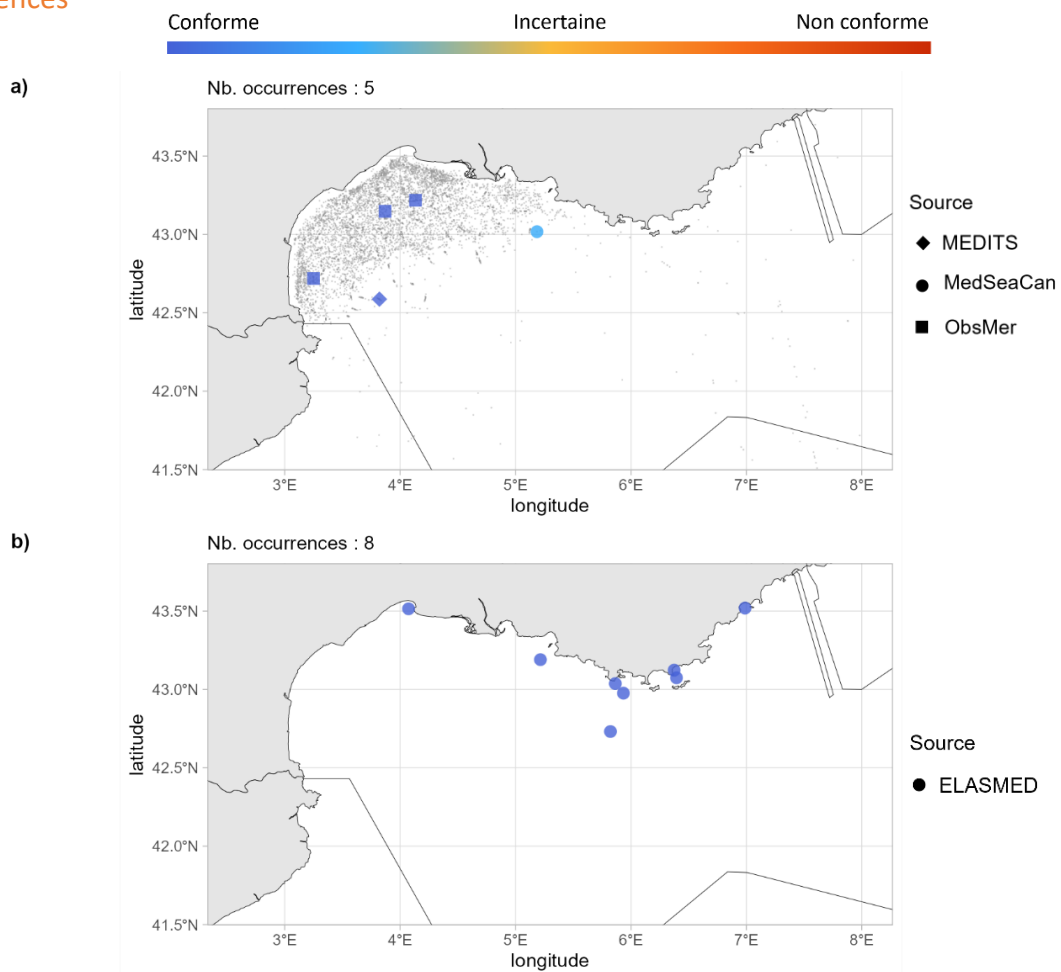 ences
Conforme Incertaine Non conforme
a)
Nb. occurrences : 5
43.5°N
43.0°N
42.5°N
42.0°N
41.5°N
latitude
3°E 4°E 5°E 6°E 7°E 8°E
longitude
Source
MEDITS
MedSeaCan
ObsMer
b)
Nb. occurrences : 8
43.5°N
43.0°N
42.5°N
42.0°N
41.5°N
latitude
3°E 4°E 5°E 6°E 7°E 8°E
longitude
Source
ELASMED